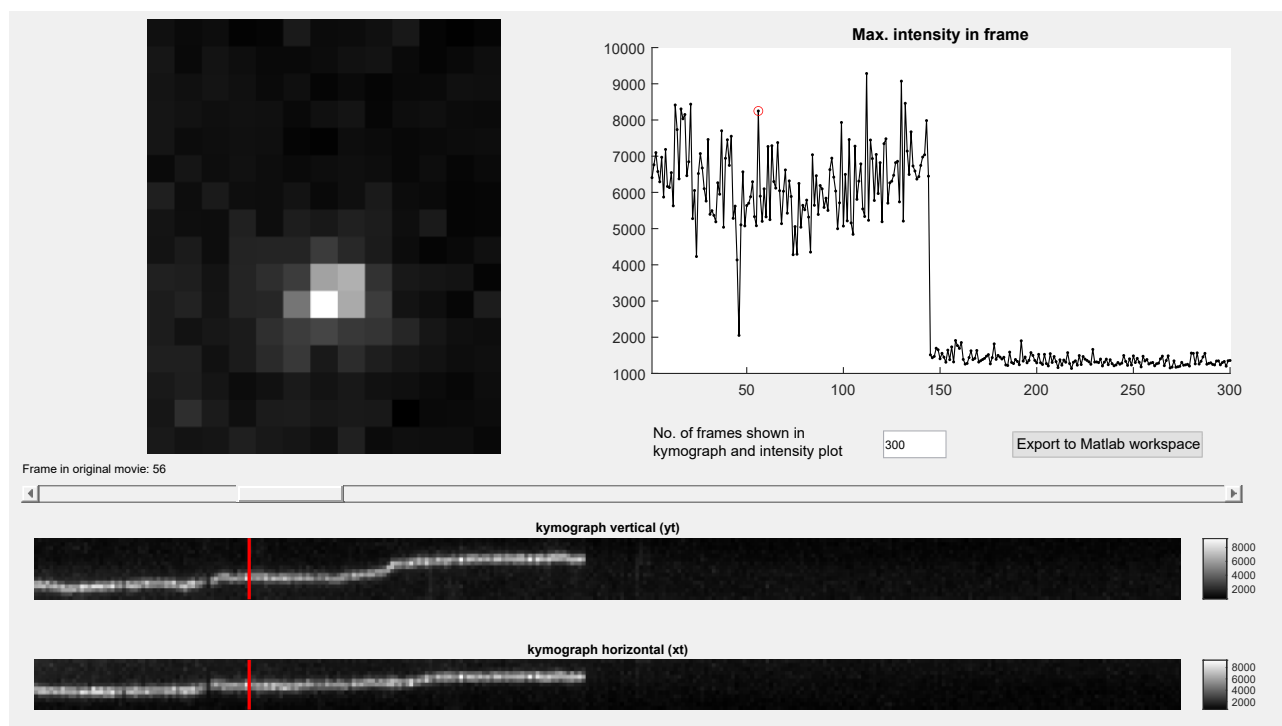 Max. intensity in frame
10000
9000
8000
7000
6000
5000
4000
3000
2000
1000
50 100 150 200 250 300
No. of frames shown in
kymograph and intensity plot
300
Export to Matlab workspace
Frame in original movie: 56
kymograph vertical (yt)
8000
6000
4000
2000
kymograph horizontal (xt)
8000
6000
4000
2000